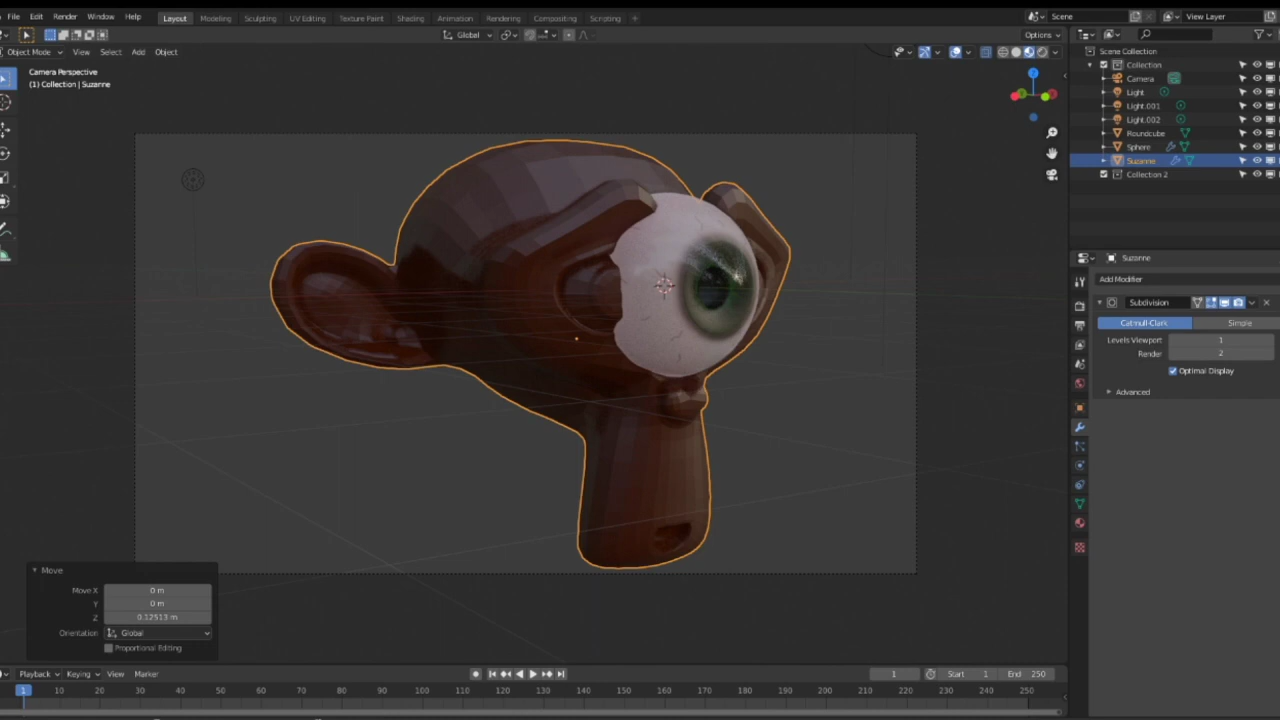 File Edit Render Window Help Layout Modeling Sculpting UV Editing Texture Paint Shading Animation Rendering Compositing Scripting + Scene View Layer
Global Options
Object Mode View Select Add Object
Camera Perspective
(1) Collection | Suzanne
Scene Collection
Collection
Camera
Light
Light.001
Light.002
Roundcube
Sphere
Suzanne
Collection 2
Suzanne
Add Modifier
Subdivision
Catmull-Clark Simple
Levels Viewport 1
Render 2
Optimal Display
Advanced
Move
Move X 0 m
Y 0 m
Z 0.12513 m
Orientation Global
Proportional Editing
Playback Keying View Marker 1 Start 1 End 250
1 10 20 30 40 50 60 70 80 90 100 110 120 130 140 150 160 170 180 190 200 210 220 230 240 250